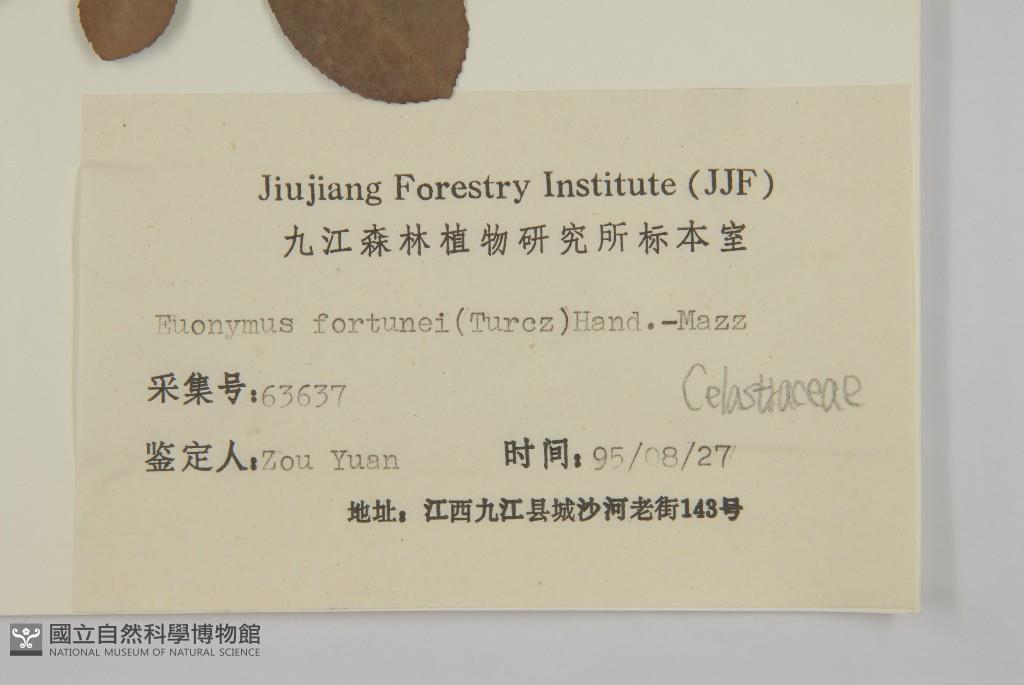 Jiujiang Forestry Institute (JJF)
九江森林植物研究所标本室
Euonymus fortunei(Turcz)Hand.-Mazz
采集号:63637
Celastraceae
鉴定人:Zou Yuan 时间:95/08/27
地址：江西九江县城沙河老街143号
國立自然科學博物館
NATIONAL MUSEUM OF NATURAL SCIENCE